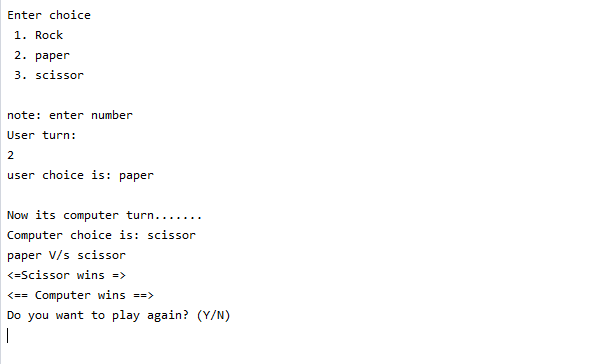 Enter choice
1. Rock
2. paper
3. scissor
note: enter number
User turn:
2
user choice is: paper
Now its computer turn.......
Computer choice is: scissor
paper V/s scissor
<=Scissor wins =>
<== Computer wins ==>
Do you want to play again? (Y/N)